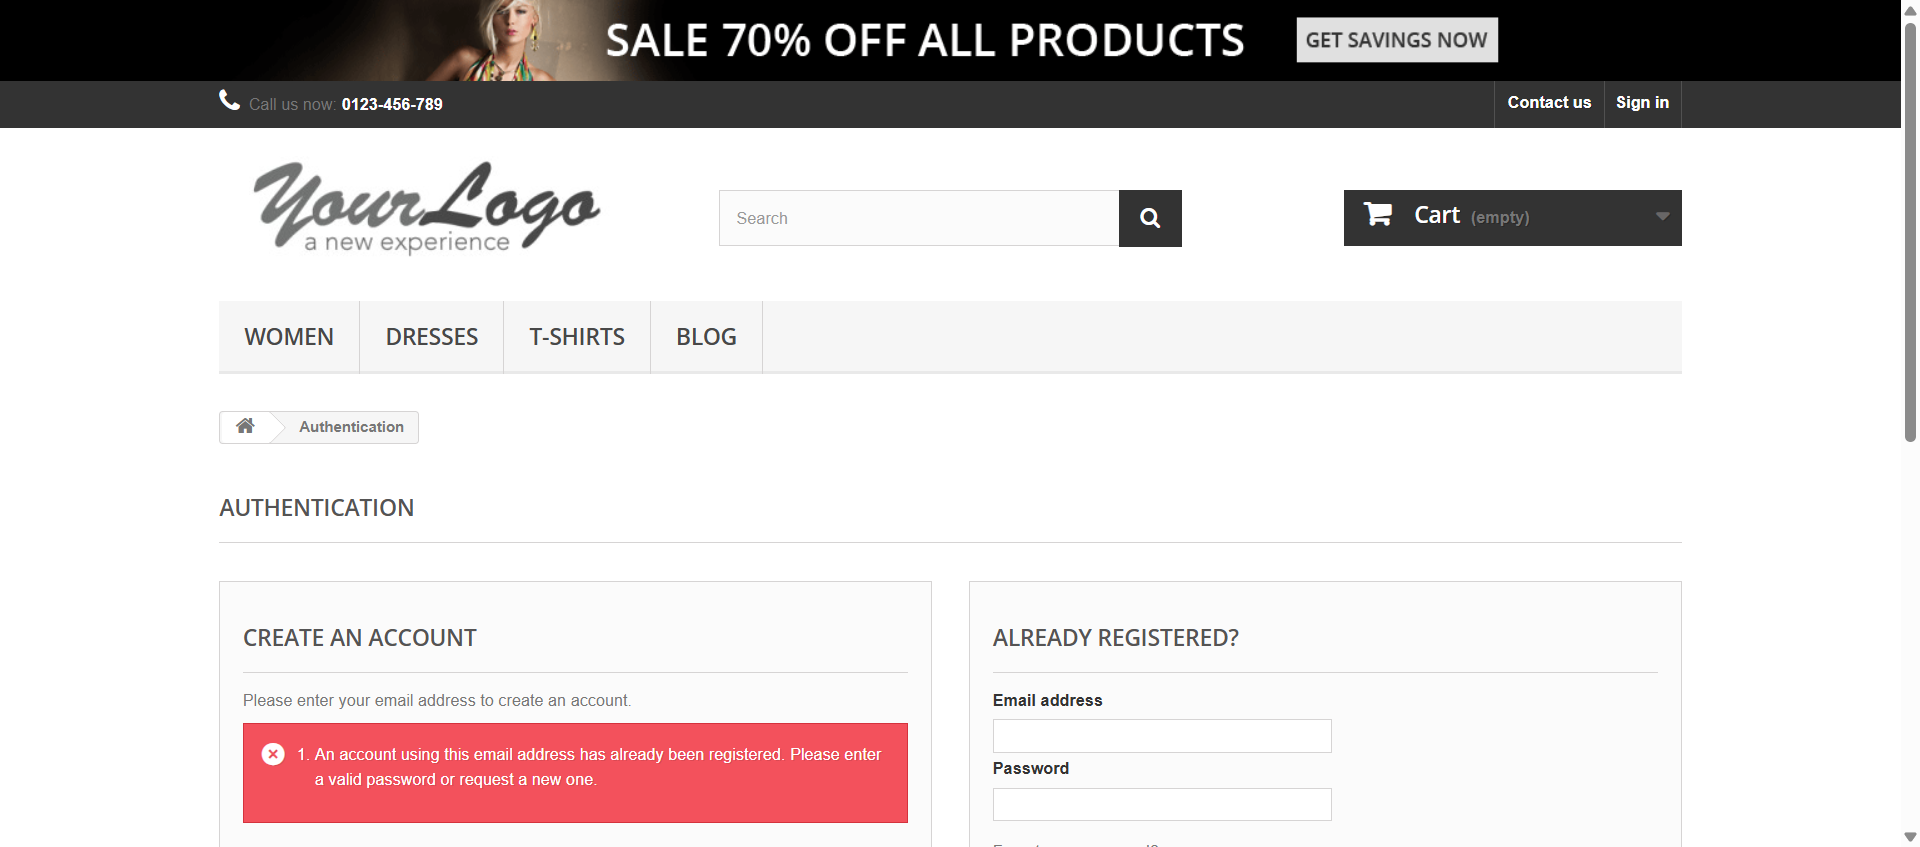 SALE 70% OFF ALL PRODUCTS
GET SAVINGS NOW
Call us now: 0123-456-789
Contact us
Sign in
YourLogo
a new experience
Search
Cart (empty)
WOMEN
DRESSES
T-SHIRTS
BLOG
Authentication
AUTHENTICATION
CREATE AN ACCOUNT
Please enter your email address to create an account.
1. An account using this email address has already been registered. Please enter
a valid password or request a new one.
ALREADY REGISTERED?
Email address
Password